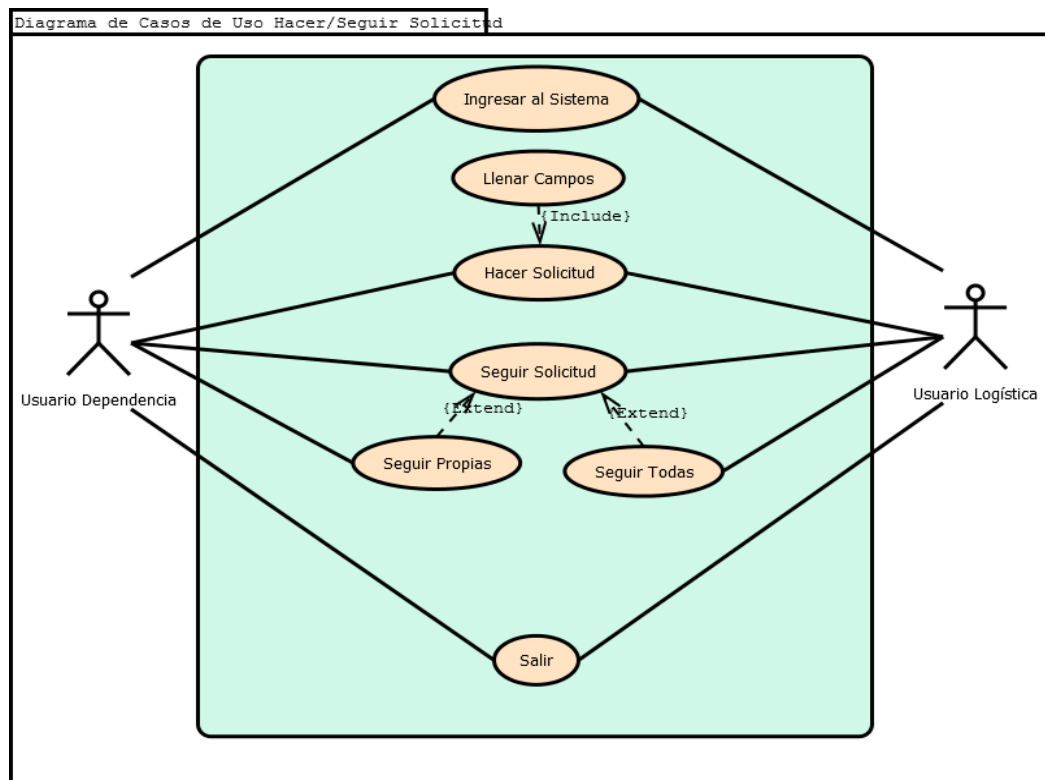 Diagrama de Casos de Uso Hacer/Seguir Solicitud
Ingresar al Sistema
Llenar Campos
{Include}
Hacer Solicitud
Seguir Solicitud
Usuario Dependencia
Usuario Logística
{Extend}
{Extend}
Seguir Propias
Seguir Todas
Salir